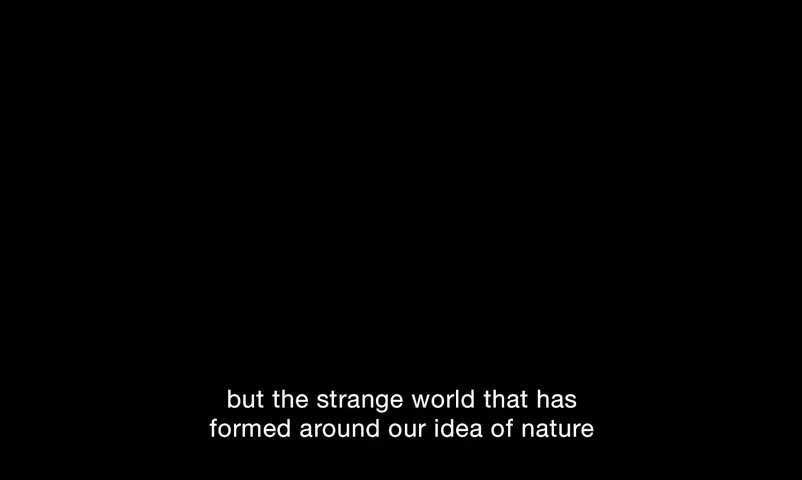 but the strange world that has
formed around our idea of nature